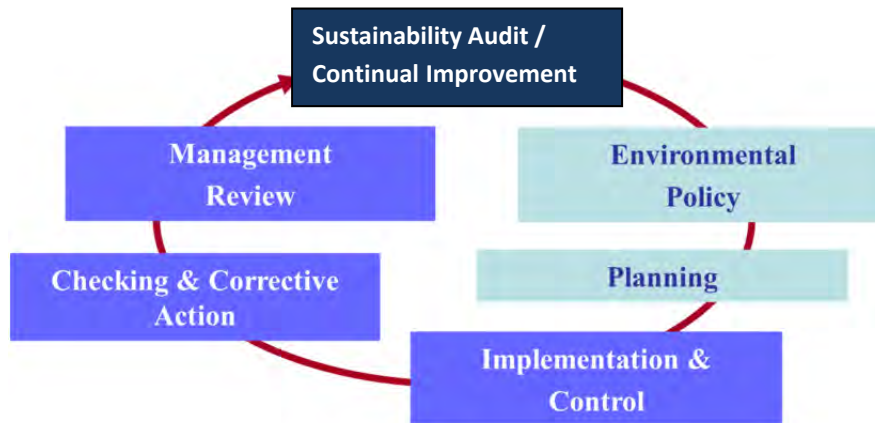 Sustainability Audit /
Continual Improvement
Management
Review
Environmental
Policy
Checking & Corrective
Action
Planning
Implementation &
Control